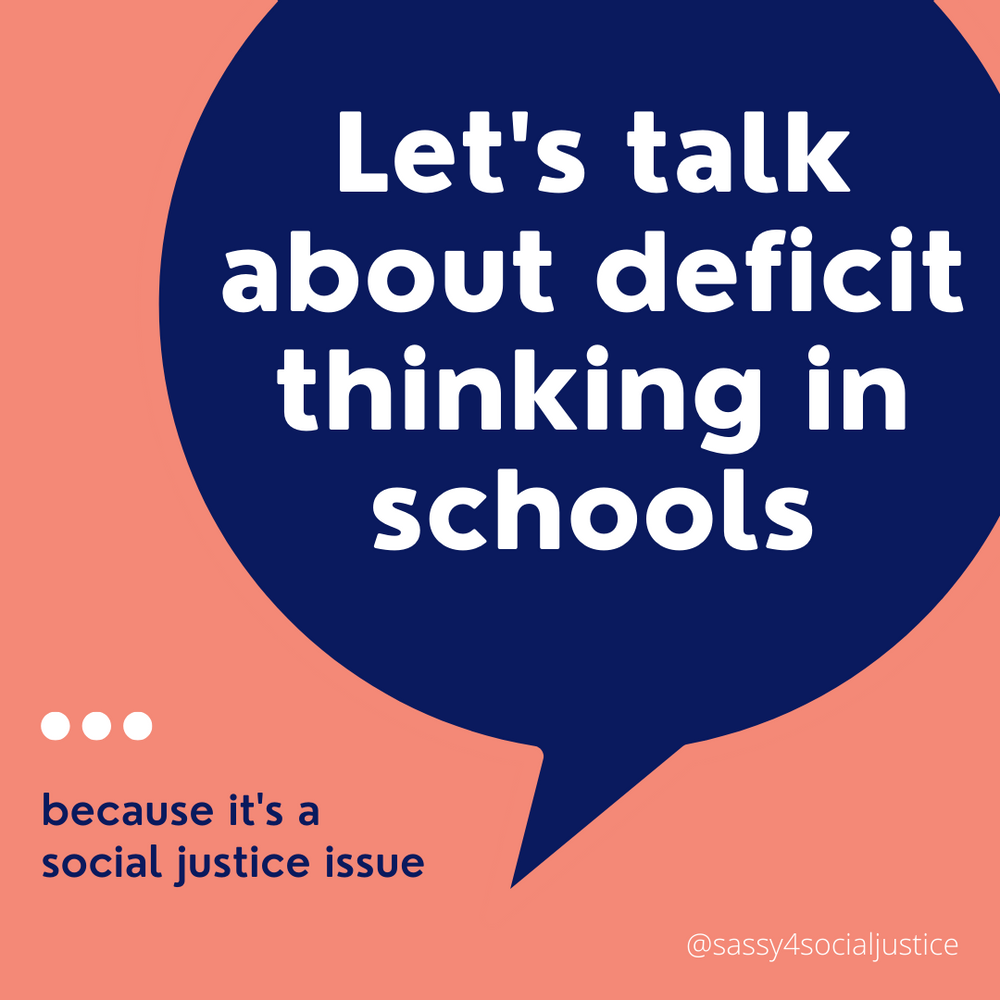 Let's talk
about deficit
thinking in
schools
because it's a
social justice issue
@sassy4socialjustice